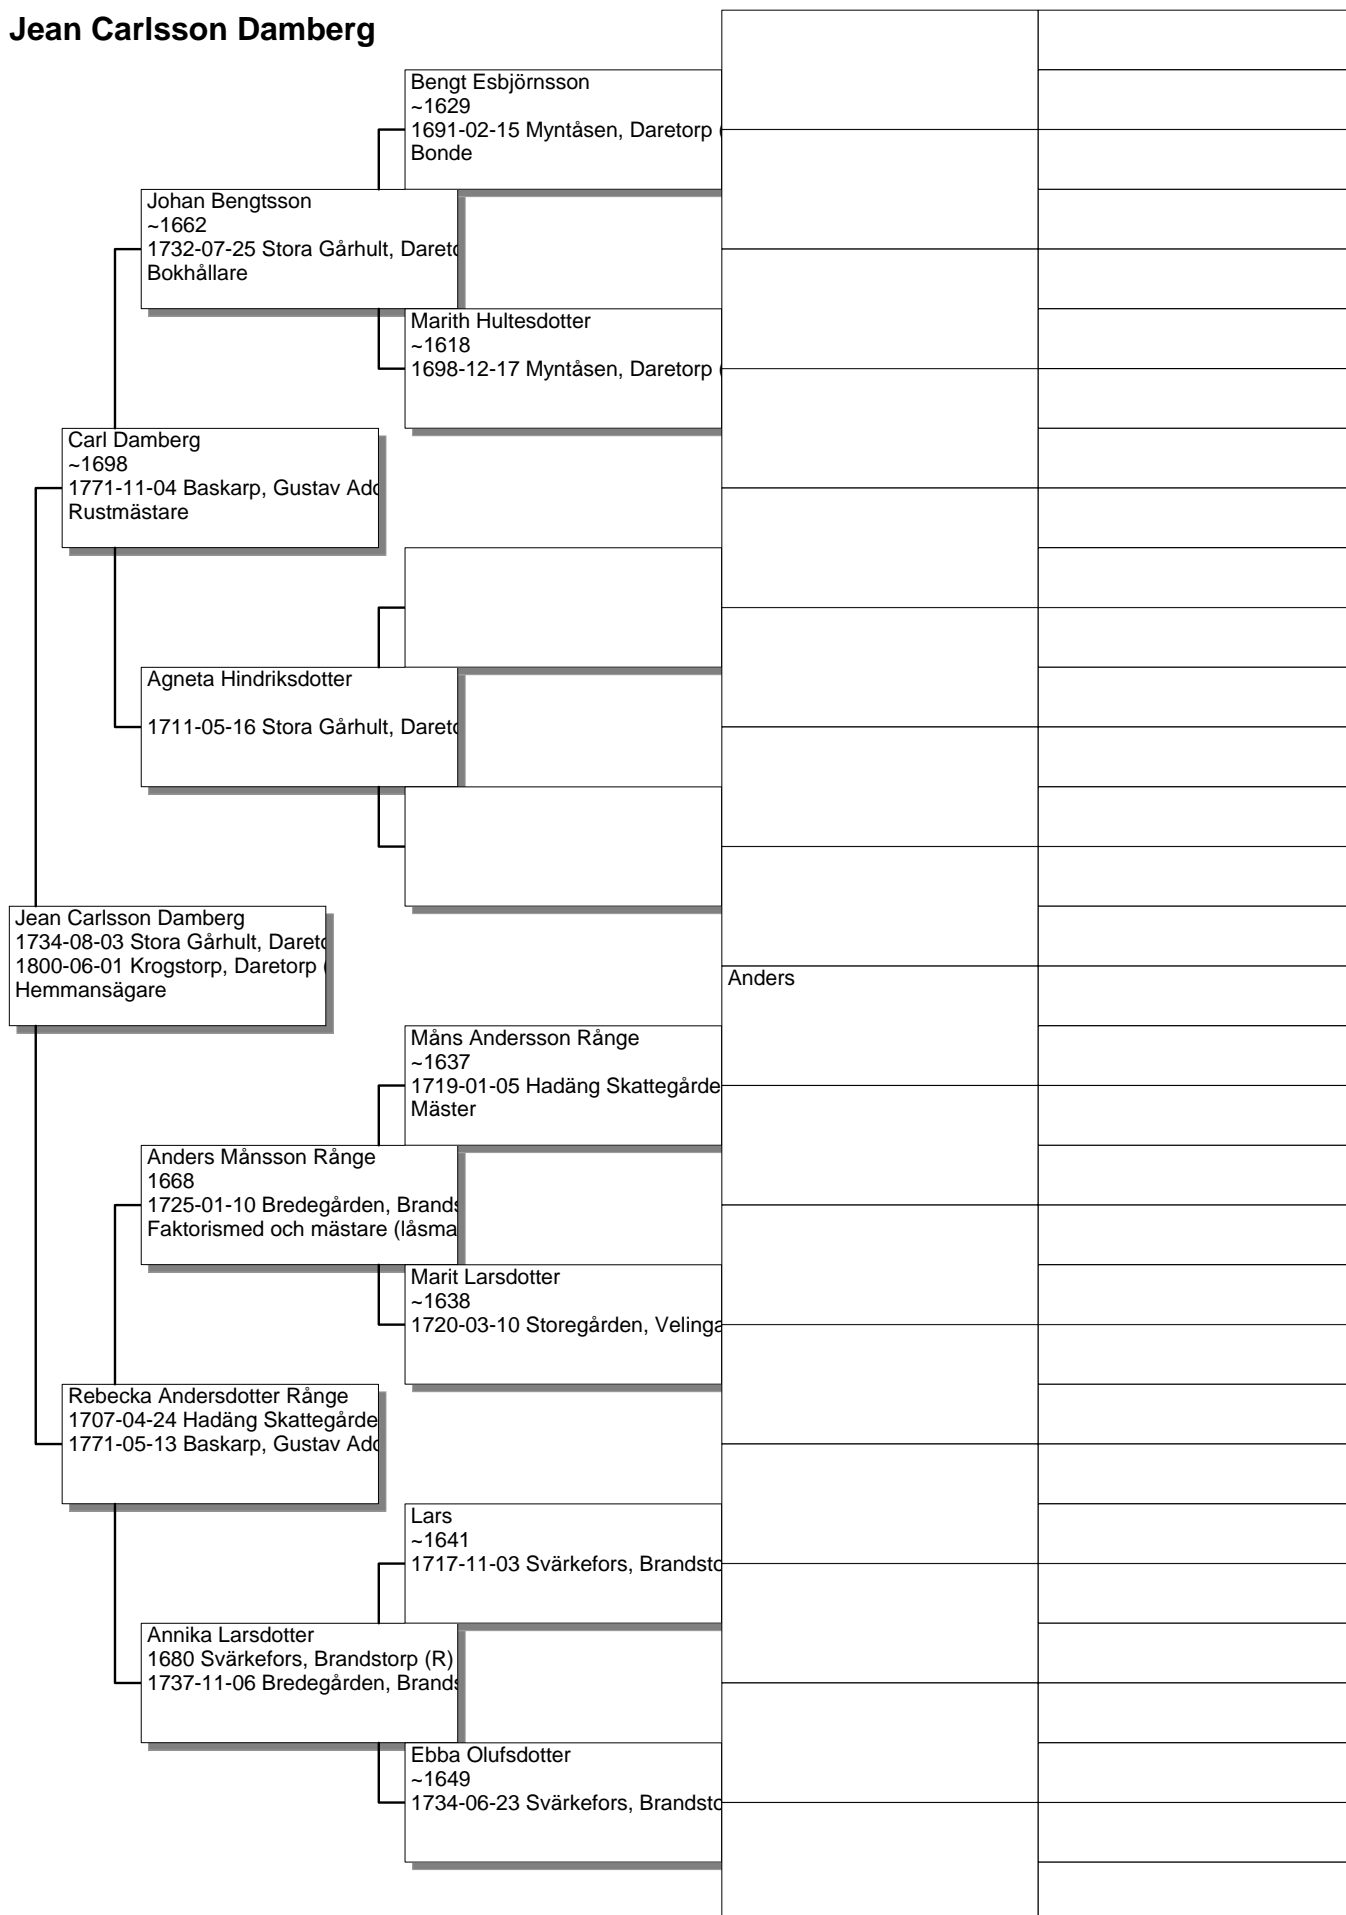 Jean Carlsson Damberg
Bengt Esbjörnsson
~1629
1691-02-15 Myntåsen, Daretorp (
Bonde
Johan Bengtsson
~1662
1732-07-25 Stora Gårhult, Dareto
Bokhållare
Marith Hultesdotter
~1618
1698-12-17 Myntåsen, Daretorp (
Carl Damberg
~1698
1771-11-04 Baskarp, Gustav Ado
Rustmästare
Agneta Hindriksdotter
1711-05-16 Stora Gårhult, Dareto
Jean Carlsson Damberg
1734-08-03 Stora Gårhult, Dareto
1800-06-01 Krogstorp, Daretorp (
Hemmansägare
Anders
Måns Andersson Rånge
~1637
1719-01-05 Hadäng Skattegårde
Mäster
Anders Månsson Rånge
1668
1725-01-10 Bredegården, Brands
Faktorismed och mästare (låsma
Marit Larsdotter
~1638
1720-03-10 Storegården, Velinga
Rebecka Andersdotter Rånge
1707-04-24 Hadäng Skattegårde
1771-05-13 Baskarp, Gustav Ado
Lars
~1641
1717-11-03 Svärkefors, Brandsto
Annika Larsdotter
1680 Svärkefors, Brandstorp (R)
1737-11-06 Bredegården, Brands
Ebba Olufsdotter
~1649
1734-06-23 Svärkefors, Brandsto